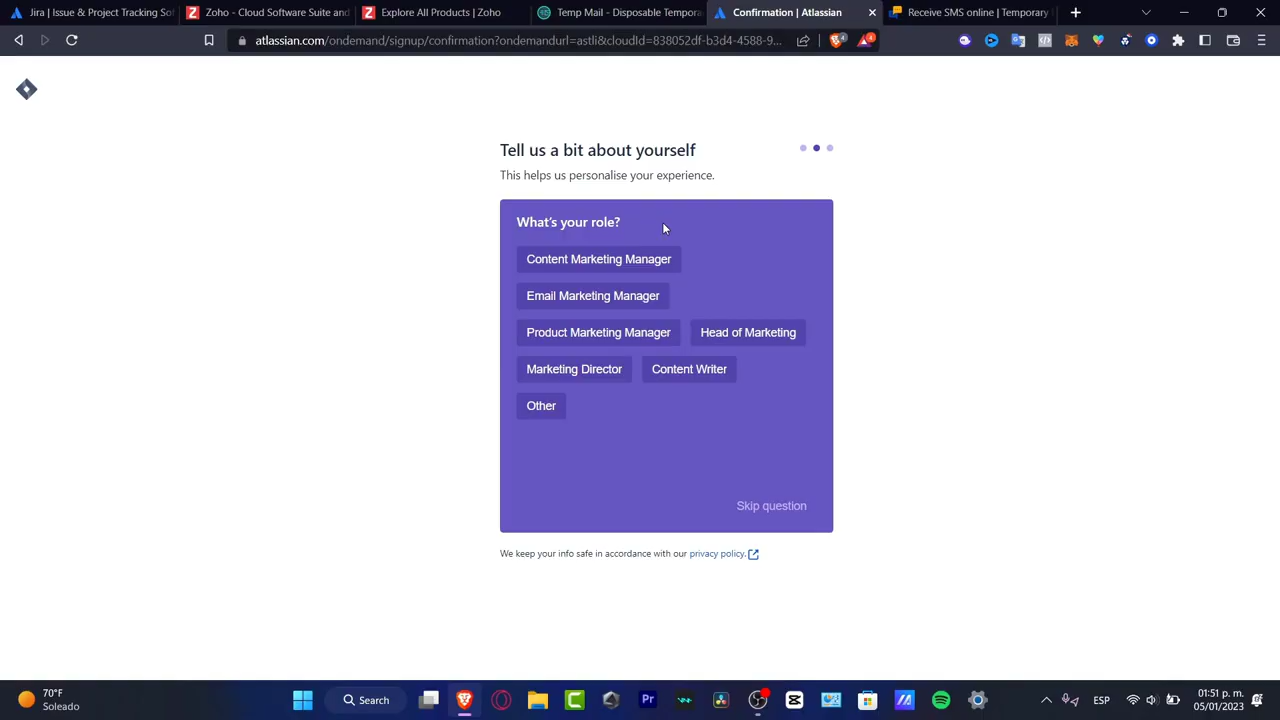 Jira | Issue & Project Tracking Sof
Zoho - Cloud Software Suite and
Explore All Products | Zoho
Temp Mail - Disposable Tempora
Confirmation | Atlassian
Receive SMS online | Temporary
atlassian.com/ondemand/signup/confirmation?ondemandurl=astli&cloudId=838052df-b3d4-4588-9...
4
4
Tell us a bit about yourself
This helps us personalise your experience.
What's your role?
Content Marketing Manager
Email Marketing Manager
Product Marketing Manager
Head of Marketing
Marketing Director
Content Writer
Other
Skip question
We keep your info safe in accordance with our privacy policy.
70°F
Soleado
Search
Pr
ESP
01:51 p. m.
05/01/2023